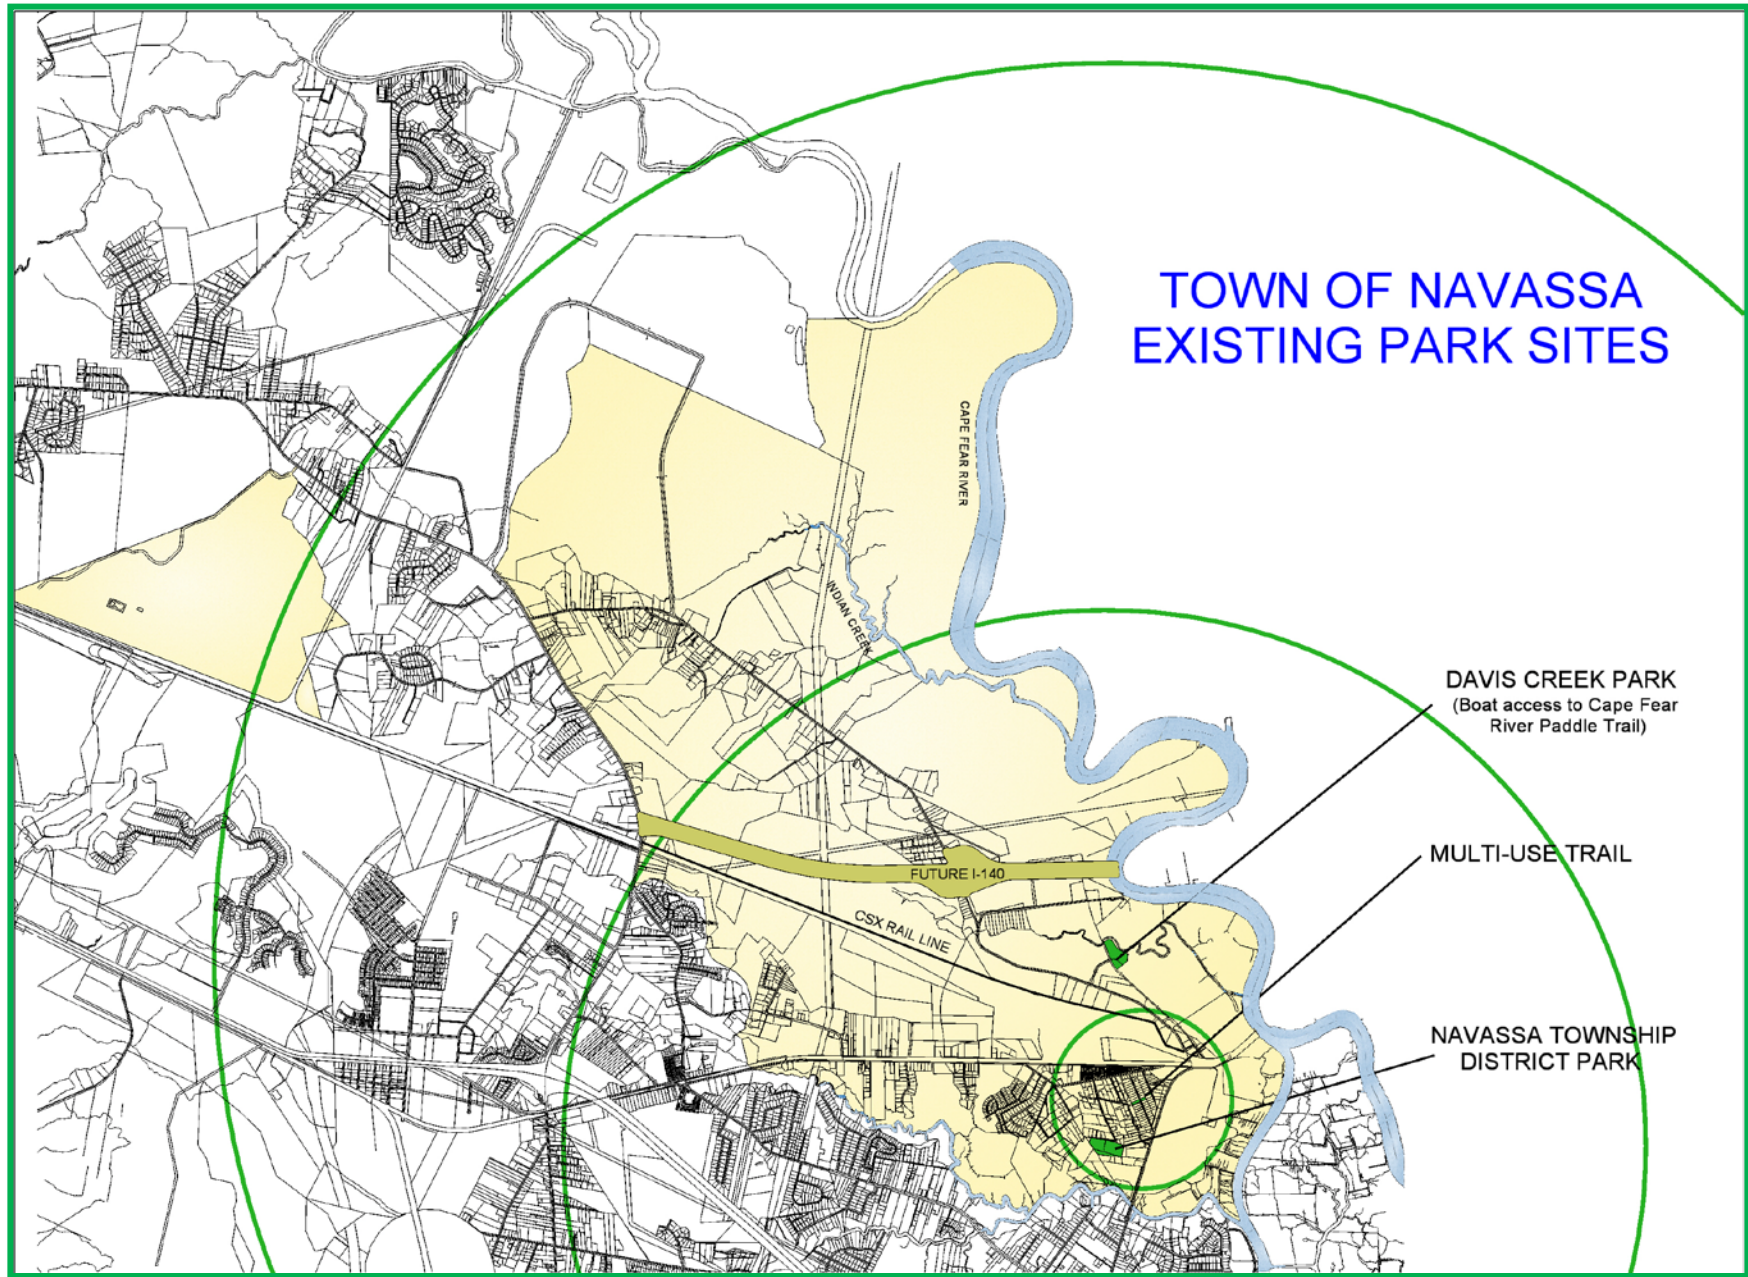 TOWN OF NAVASSA
EXISTING PARK SITES
CAPE FEAR RIVER
INDIAN CREEK
DAVIS CREEK PARK
(Boat access to Cape Fear
River Paddle Trail)
MULTI-USE TRAIL
FUTURE I-140
CSX RAIL LINE
NAVASSA TOWNSHIP
DISTRICT PARK